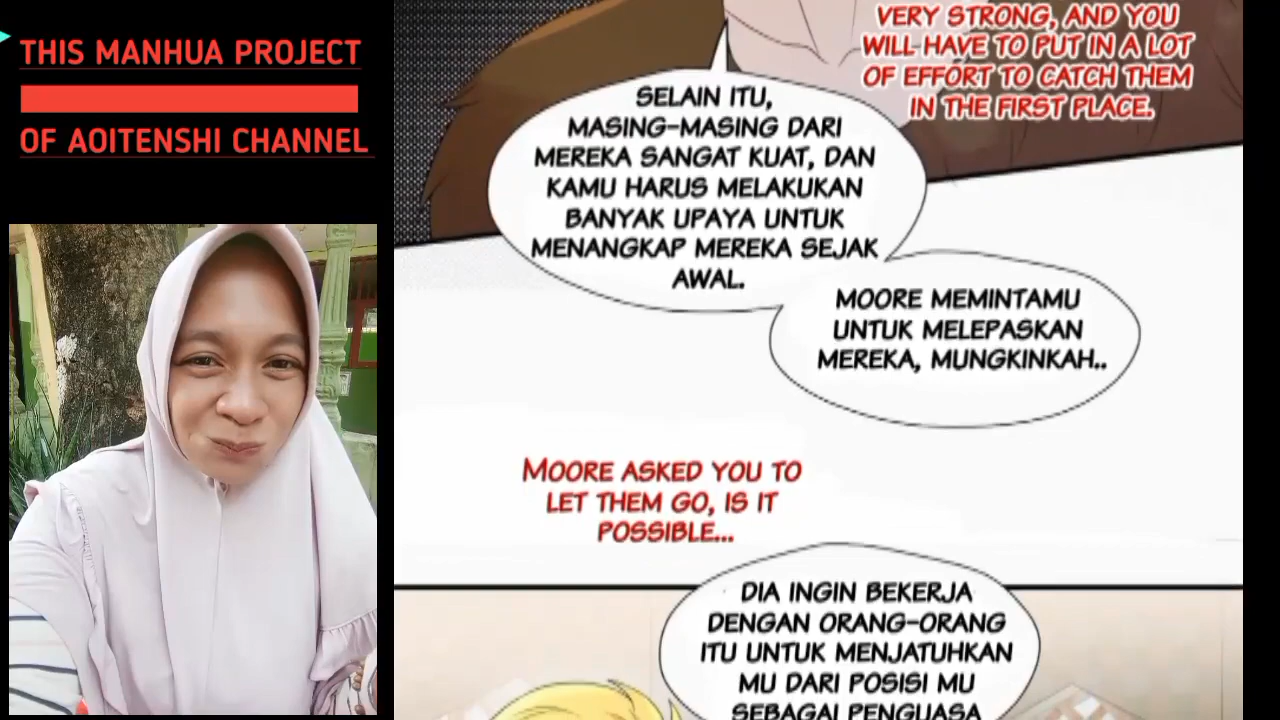 THIS MANHUA PROJECT
OF AOITENSHI CHANNEL
VERY STRONG, AND YOU
WILL HAVE TO PUT IN A LOT
OF EFFORT TO CATCH THEM
IN THE FIRST PLACE.
SELAIN ITU,
MASING-MASING DARI
MEREKA SANGAT KUAT, DAN
KAMU HARUS MELAKUKAN
BANYAK UPAYA UNTUK
MENANGKAP MEREKA SEJAK
AWAL.
MOORE MEMINTAMU
UNTUK MELEPASKAN
MEREKA, MUNGKINKAH..
MOORE ASKED YOU TO
LET THEM GO, IS IT
POSSIBLE...
DIA INGIN BEKERJA
DENGAN ORANG-ORANG
ITU UNTUK MENJATUHKAN
MU DARI POSISI MU
SEBAGAI PENGUASA